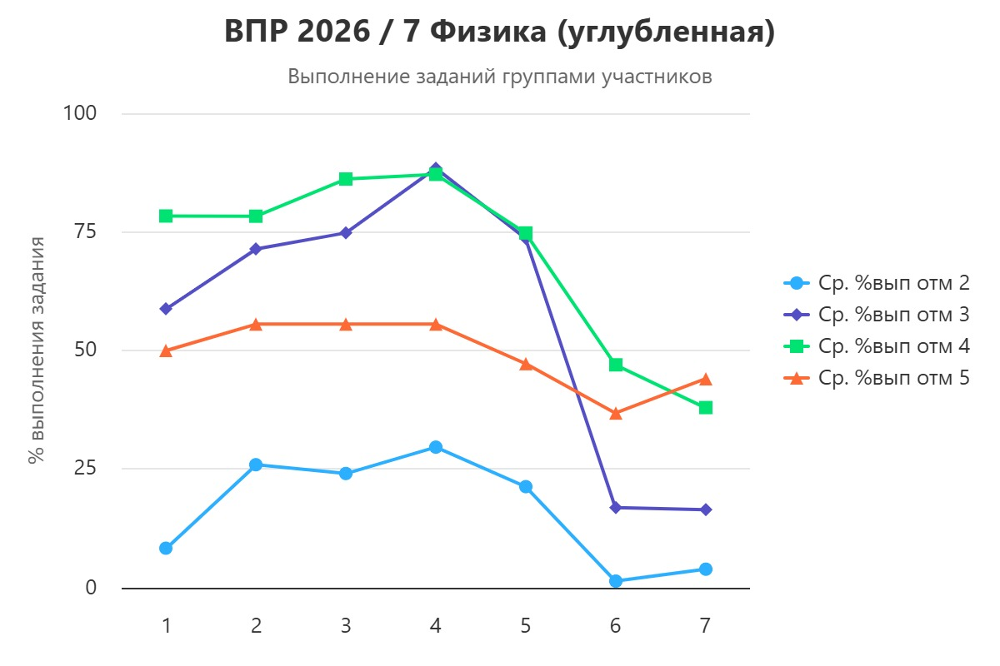 ВПР 2026 / 7 Физика (углубленная)
Выполнение заданий группами участников
% выполнения задания
100
75
50
25
0
1 2 3 4 5 6 7
Ср. %вып отм 2
Ср. %вып отм 3
Ср. %вып отм 4
Ср. %вып отм 5